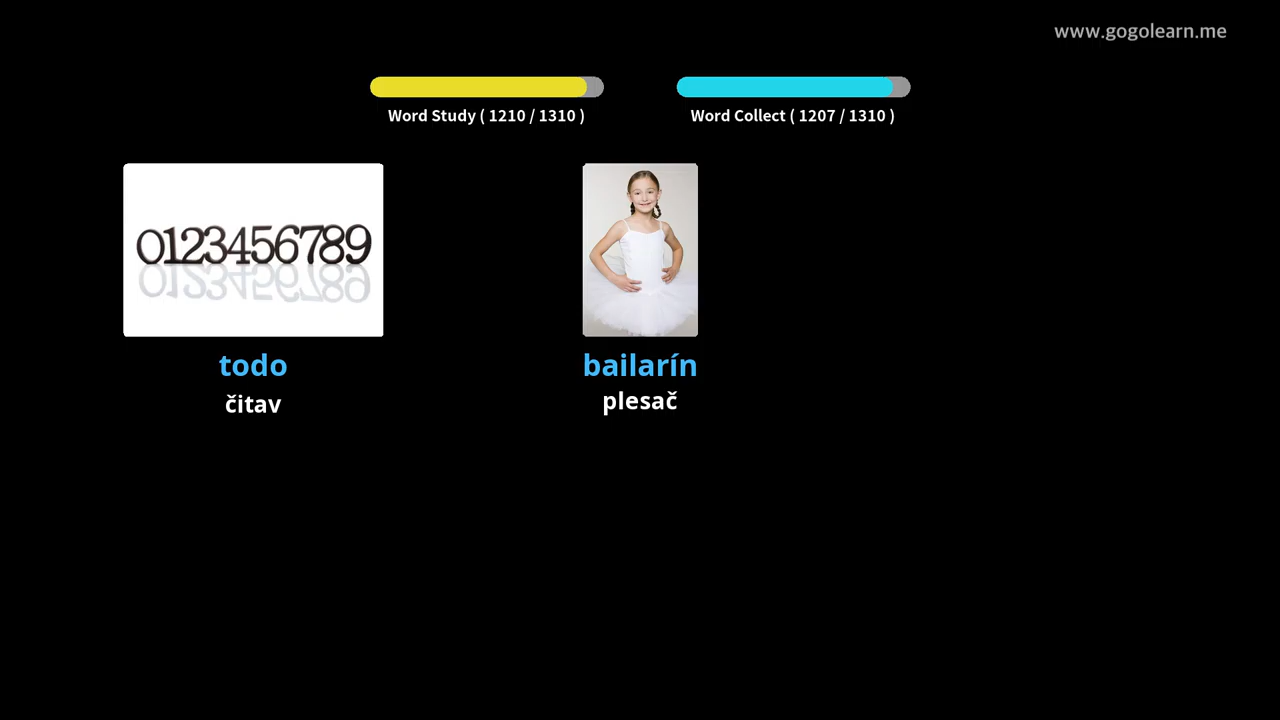 www.gogolearn.me
Word Study ( 1210 / 1310 )
Word Collect ( 1207 / 1310 )
0123456789
todo
čitav
bailarín
plesač